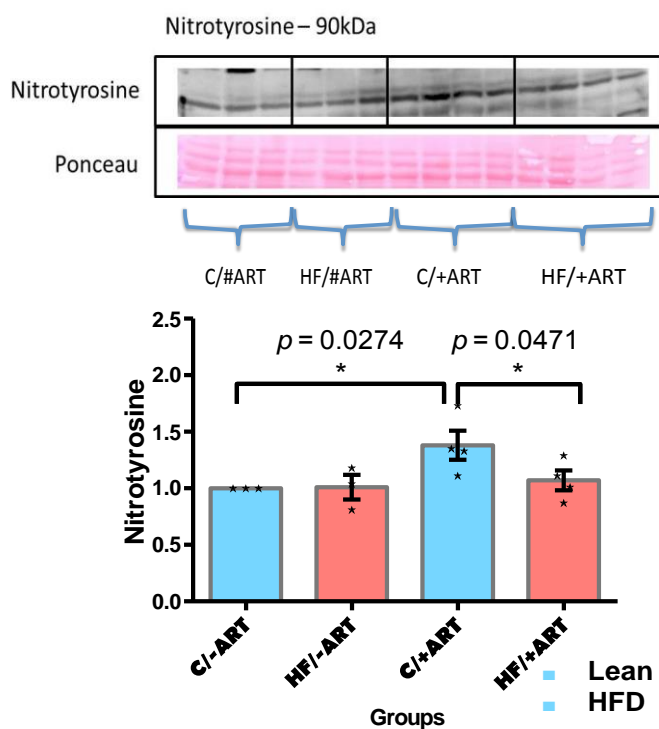 Nitrotyrosine – 90kDa
Nitrotyrosine
Ponceau
C/#ART HF/#ART C/+ART HF/+ART
2.5
p = 0.0274 p = 0.0471
* *
2.0
1.5
1.0
0.5
0.0
Nitrotyrosine
C/-ART HF/-ART C/+ART HF/+ART
Lean
HFD
Groups